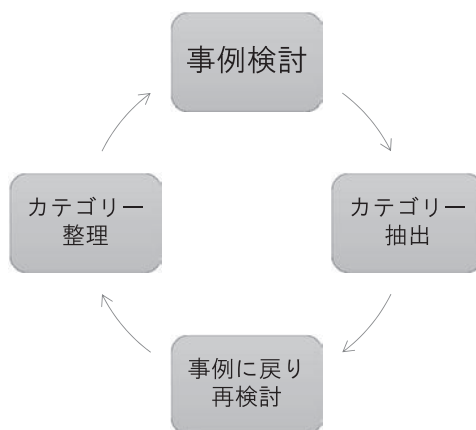 事例検討
カテゴリー
抽出
事例に戻り
再検討
カテゴリー
整理